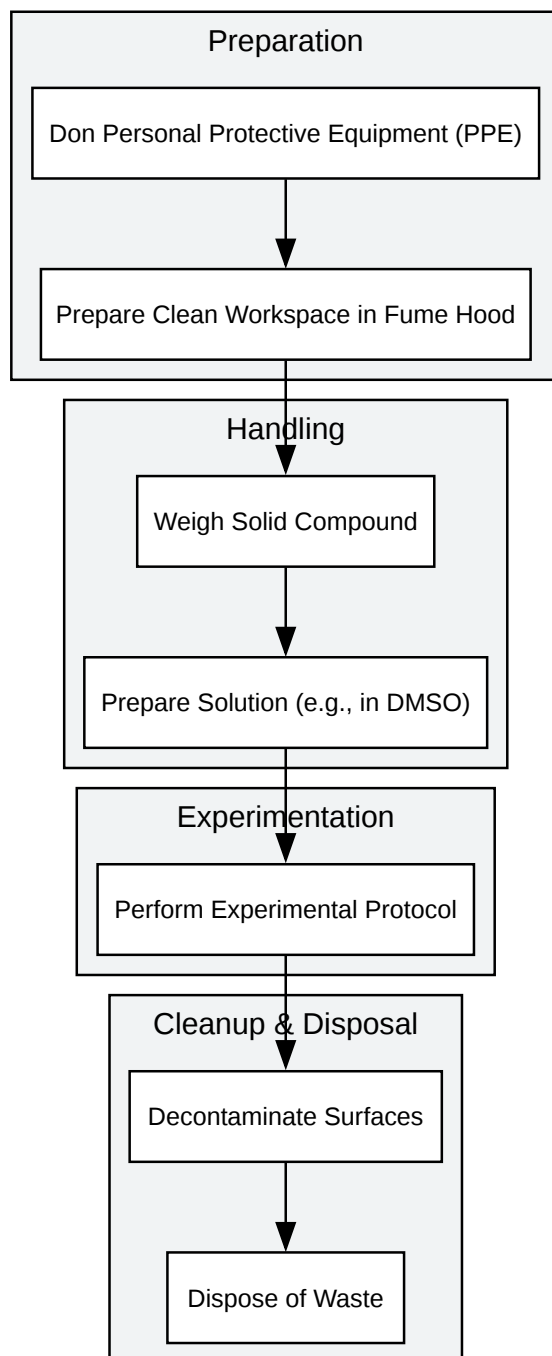 Preparation
Don Personal Protective Equipment (PPE)
Prepare Clean Workspace in Fume Hood
Handling
Weigh Solid Compound
Prepare Solution (e.g., in DMSO)
Experimentation
Perform Experimental Protocol
Cleanup & Disposal
Decontaminate Surfaces
Dispose of Waste